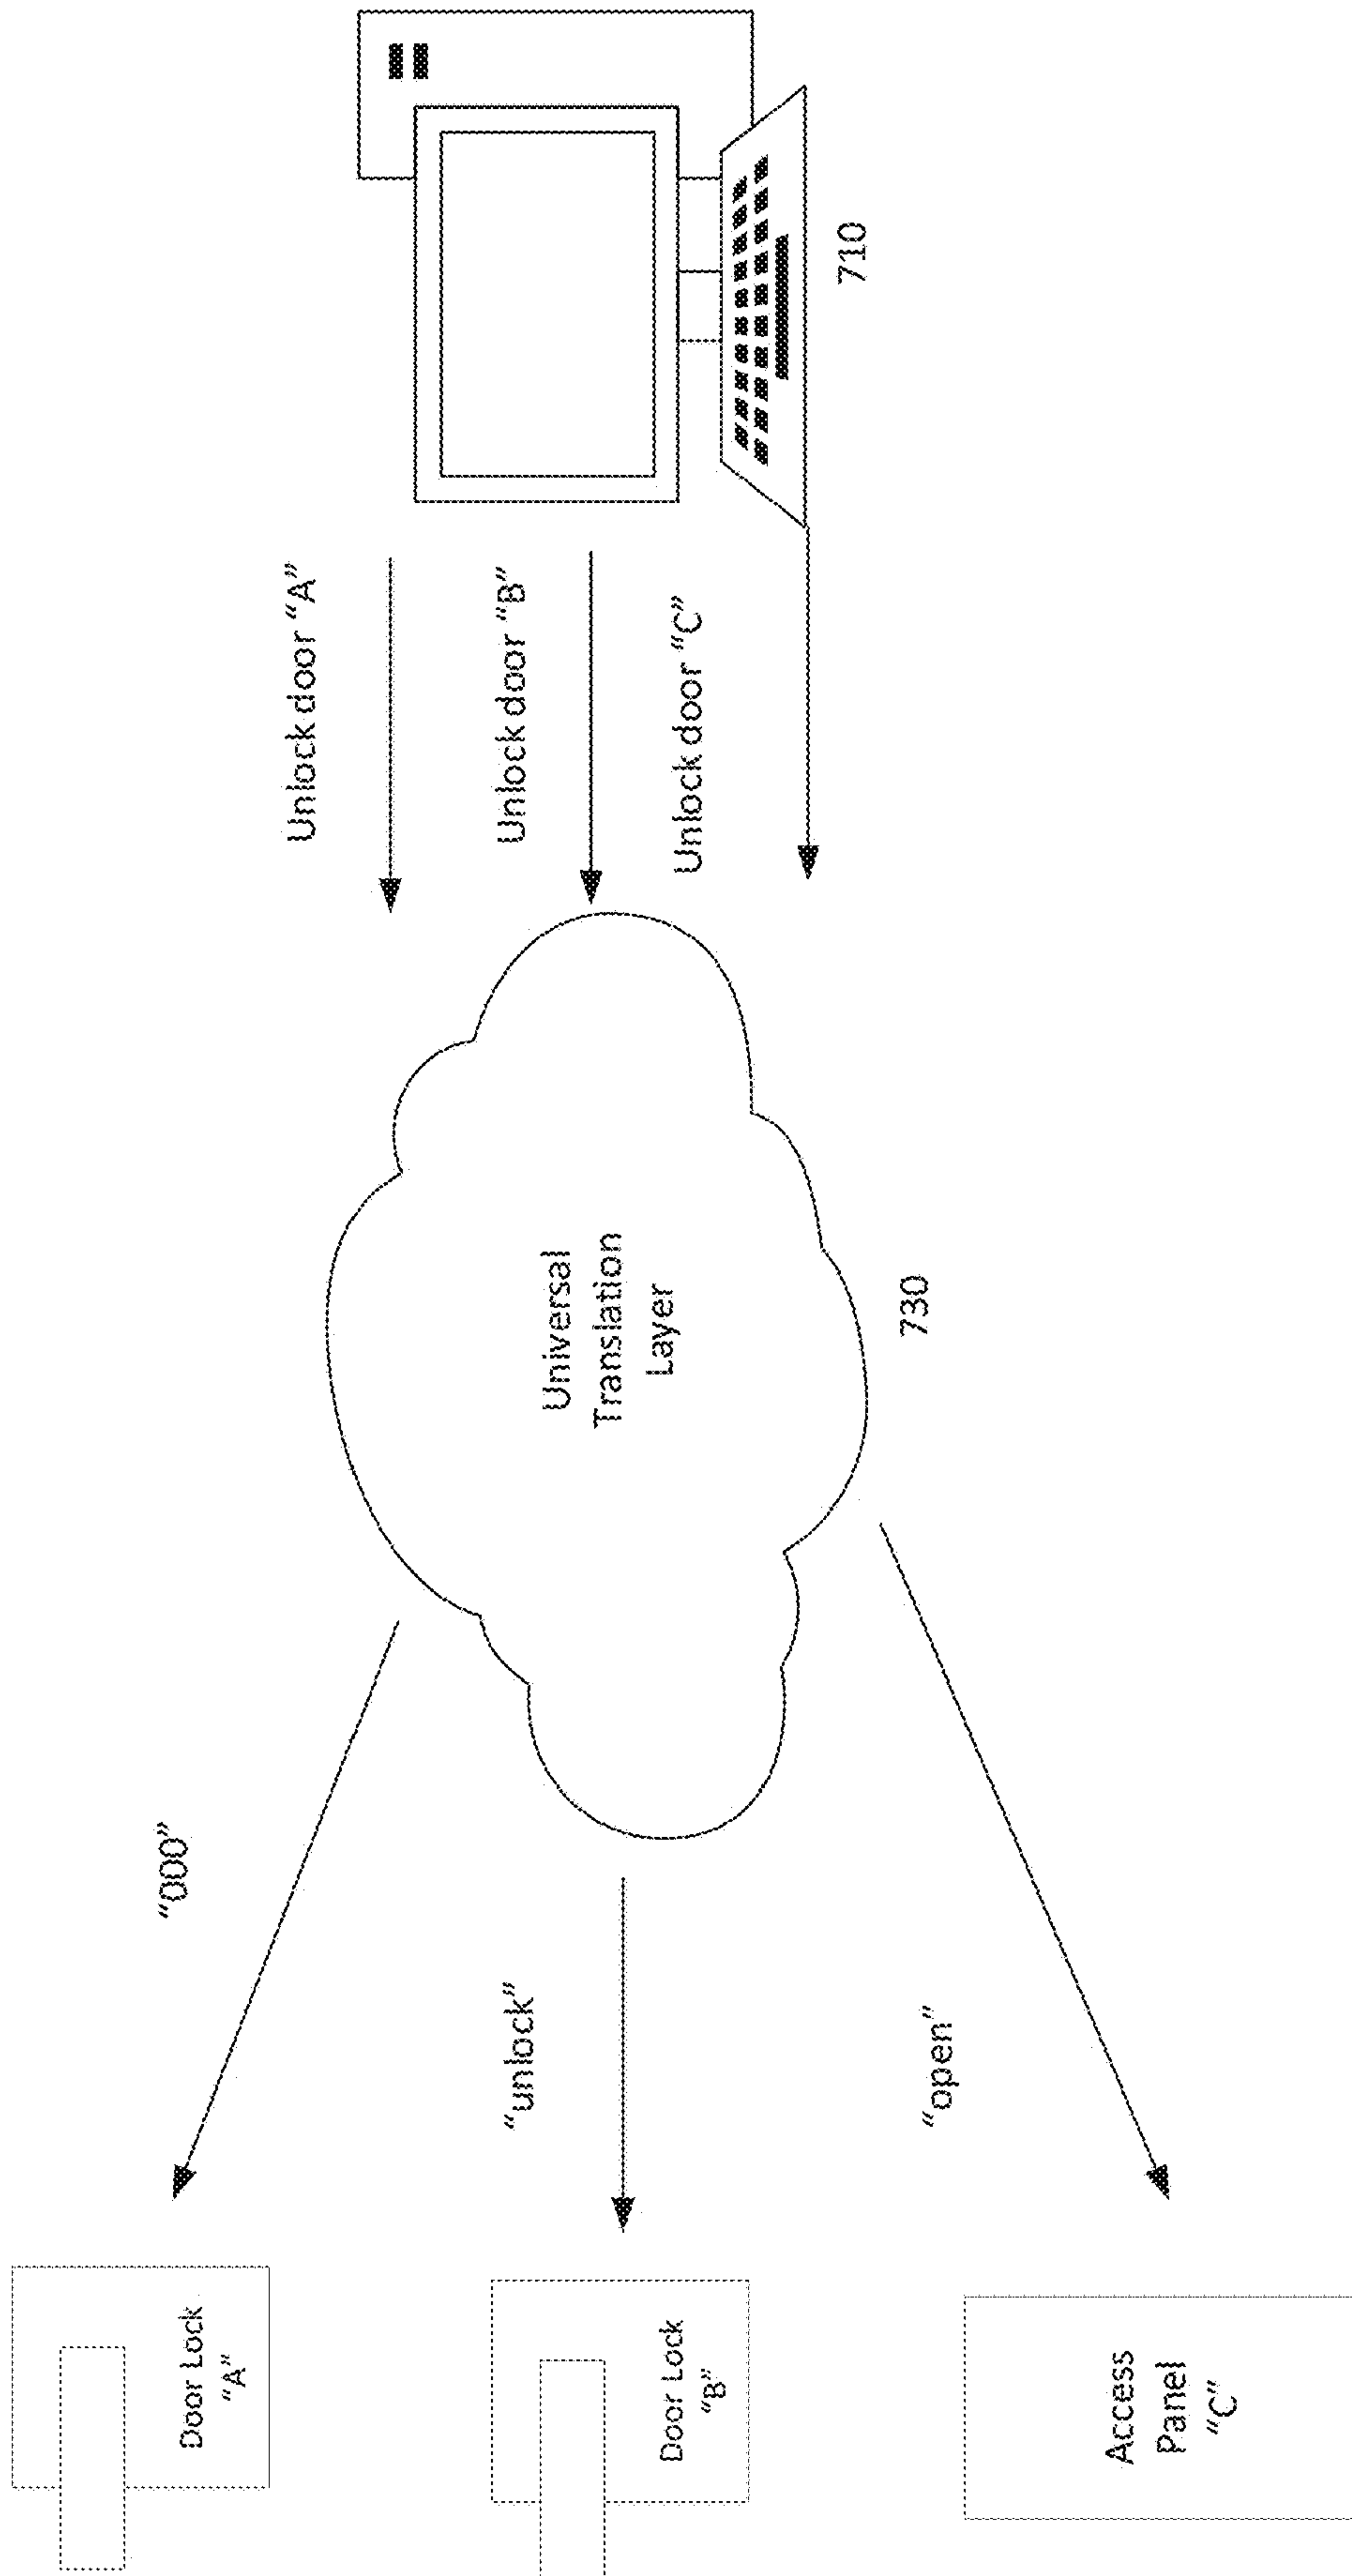 Door Lock
“A”
“000”
Unlock door “A”
Door Lock
“B”
“unlock”
Universal
Translation
Layer
Unlock door “B”
Unlock door “C”
Access
Panel
“C”
“open”
730
710